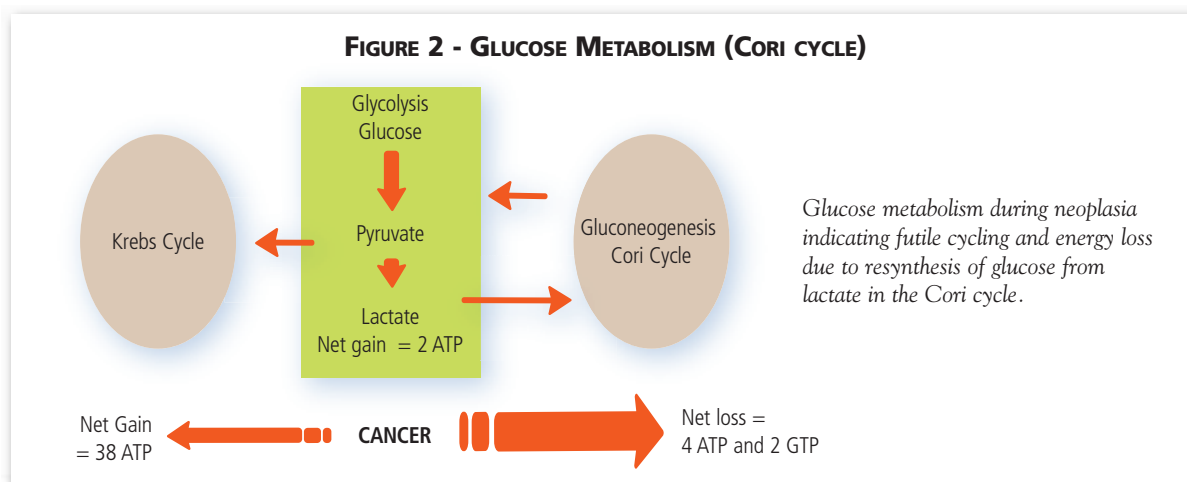 FIGURE 2 - GLUCOSE METABOLISM (CORI CYCLE)
Glycolysis
Glucose
Pyruvate
Lactate
Net gain = 2 ATP
Krebs Cycle
Gluconeogenesis
Cori Cycle
Glucose metabolism during neoplasia
indicating futile cycling and energy loss
due to resynthesis of glucose from
lactate in the Cori cycle.
Net Gain
= 38 ATP
CANCER
Net loss =
4 ATP and 2 GTP